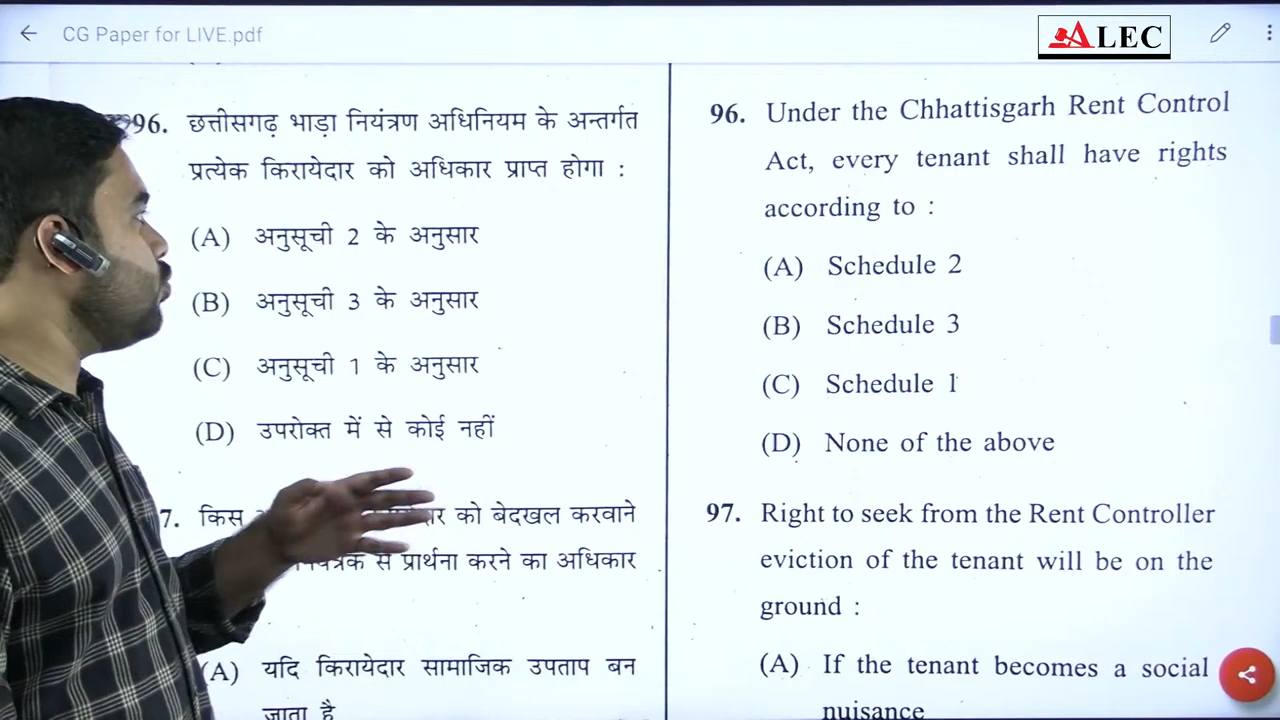 CG Paper for LIVE.pdf
ALEC
96. छत्तीसगढ़ भाड़ा नियंत्रण अधिनियम के अन्तर्गत
प्रत्येक किरायेदार को अधिकार प्राप्त होगा :
(A) अनुसूची 2 के अनुसार
(B) अनुसूची 3 के अनुसार
(C) अनुसूची 1 के अनुसार
(D) उपरोक्त में से कोई नहीं
7. किस
को बेदखल करवाने
से प्रार्थना करने का अधिकार
(A) यदि किरायेदार सामाजिक उपताप बन
जाता है
96. Under the Chhattisgarh Rent Control
Act, every tenant shall have rights
according to :
(A) Schedule 2
(B) Schedule 3
(C) Schedule 1
(D) None of the above
97. Right to seek from the Rent Controller
eviction of the tenant will be on the
ground :
(A) If the tenant becomes a social
nuisance